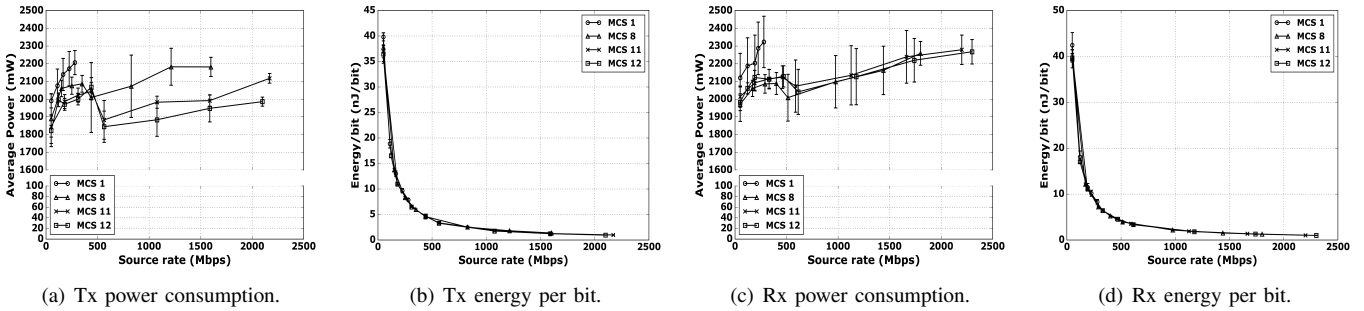 2500
2400
2300
2200
2100
2000
1900
1800
1700
1600
100
80
60
40
20
0
Average Power (mW)
MCS 1
MCS 8
MCS 11
MCS 12
0 500 1000 1500 2000 2500
Source rate (Mbps)
(a) Tx power consumption.
45
40
35
30
25
20
15
10
5
0
Energy/bit (nJ/bit)
MCS 1
MCS 8
MCS 11
MCS 12
0 500 1000 1500 2000 2500
Source rate (Mbps)
(b) Tx energy per bit.
2500
2400
2300
2200
2100
2000
1900
1800
1700
1600
100
80
60
40
20
0
Average Power (mW)
MCS 1
MCS 8
MCS 11
MCS 12
0 500 1000 1500 2000 2500
Source rate (Mbps)
(c) Rx power consumption.
50
40
30
20
10
0
Energy/bit (nJ/bit)
MCS 1
MCS 8
MCS 11
MCS 12
0 500 1000 1500 2000 2500
Source rate (Mbps)
(d) Rx energy per bit.